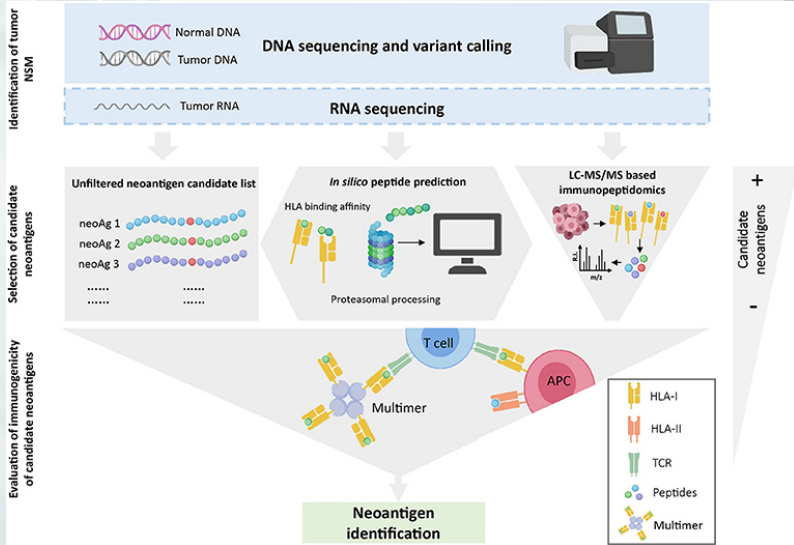 Identification of tumor
NSM
Normal DNA
Tumor DNA
DNA sequencing and variant calling
Tumor RNA
RNA sequencing
Selection of candidate
neoantigens
Unfiltered neoantigen candidate list
neoAg 1
neoAg 2
neoAg 3
...... ......
...... ......
In silico peptide prediction
HLA binding affinity
Proteasomal processing
LC-MS/MS based
immunopeptidomics
R.I.
m/z
+
Candidate
neoantigens
-
Evaluation of immunogenicity
of candidate neoantigens
T cell
APC
Multimer
HLA-I
HLA-II
TCR
Peptides
Multimer
Neoantigen
identification